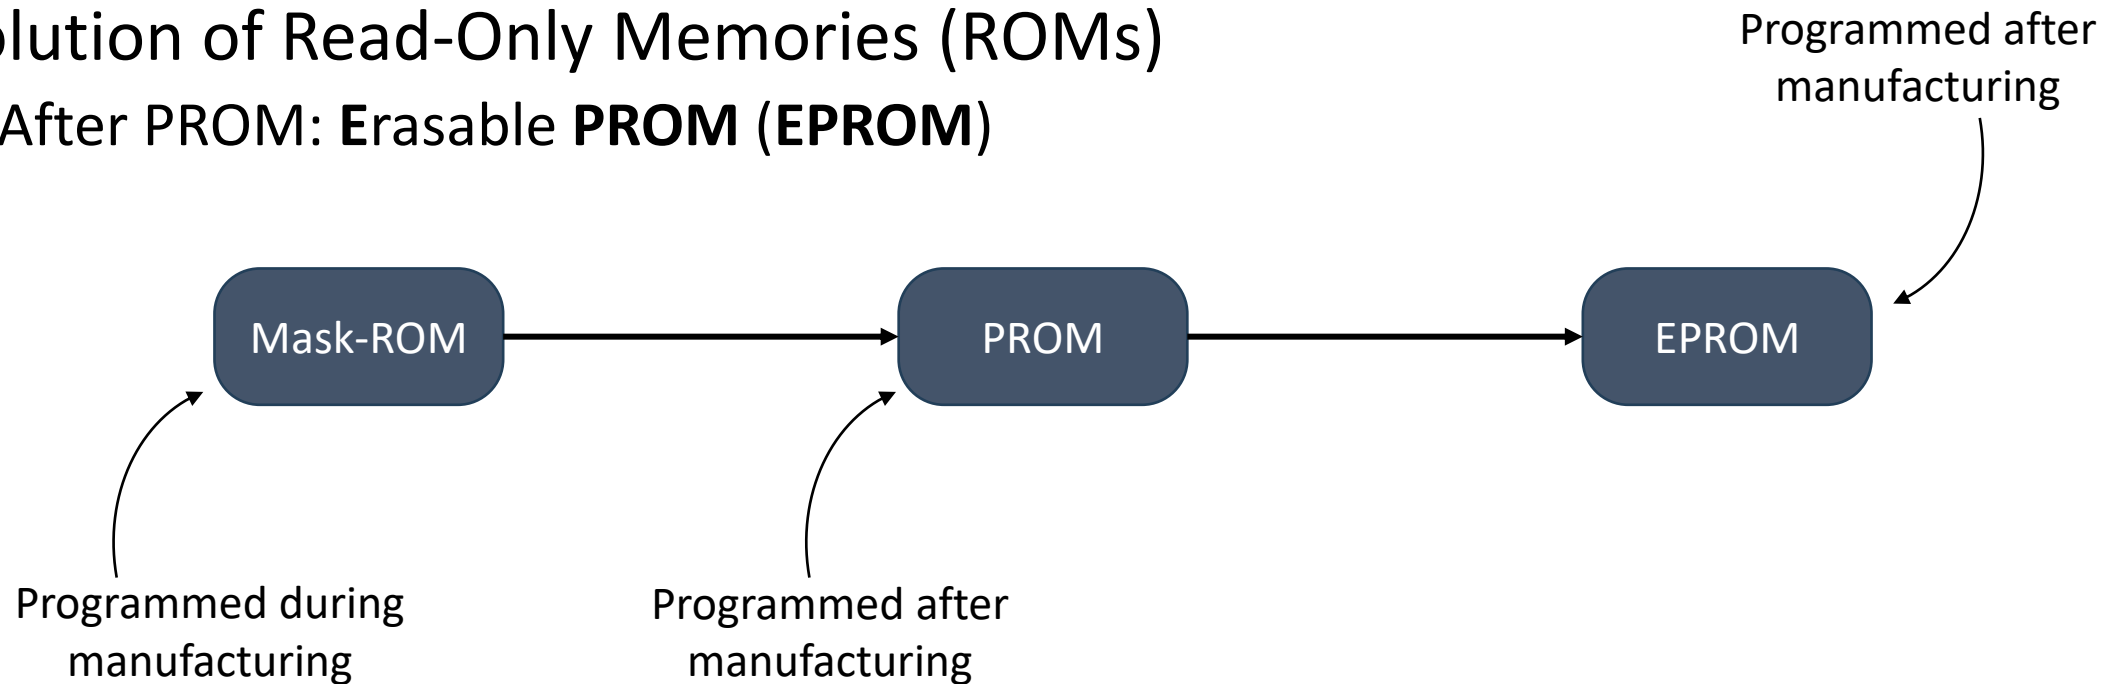 olution of Read-Only Memories (ROMs)
After PROM: Erasable PROM (EPROM)
Programmed after
manufacturing
Mask-ROM
PROM
EPROM
Programmed during
manufacturing
Programmed after
manufacturing